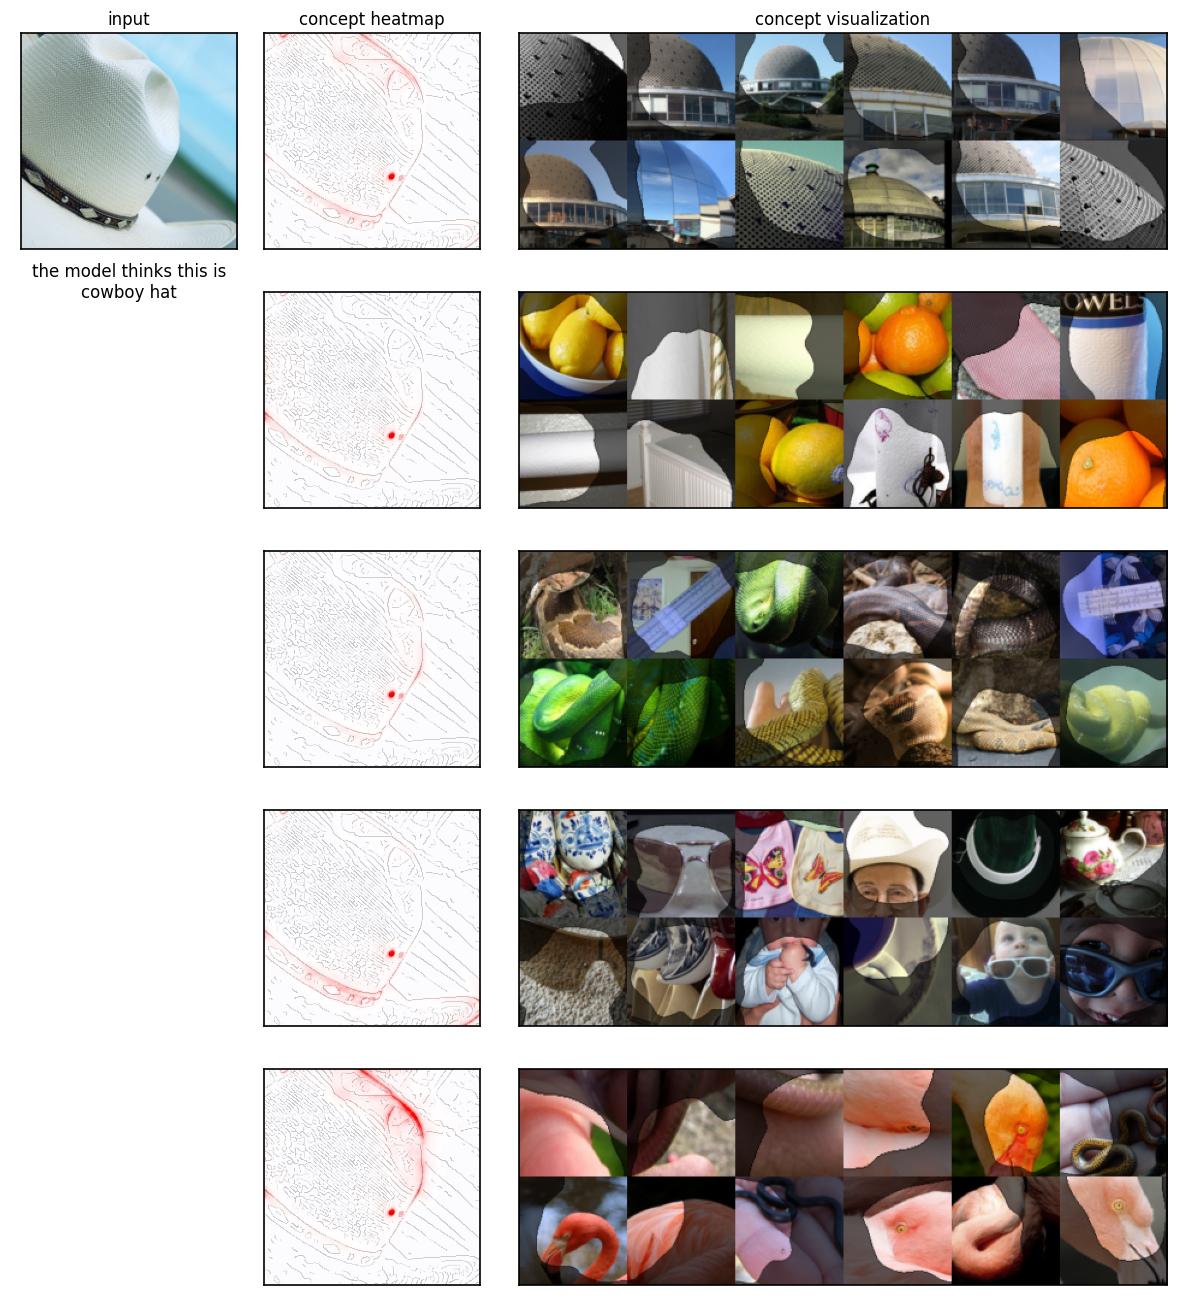 input
concept heatmap
concept visualization
the model thinks this is
cowboy hat
OWELS